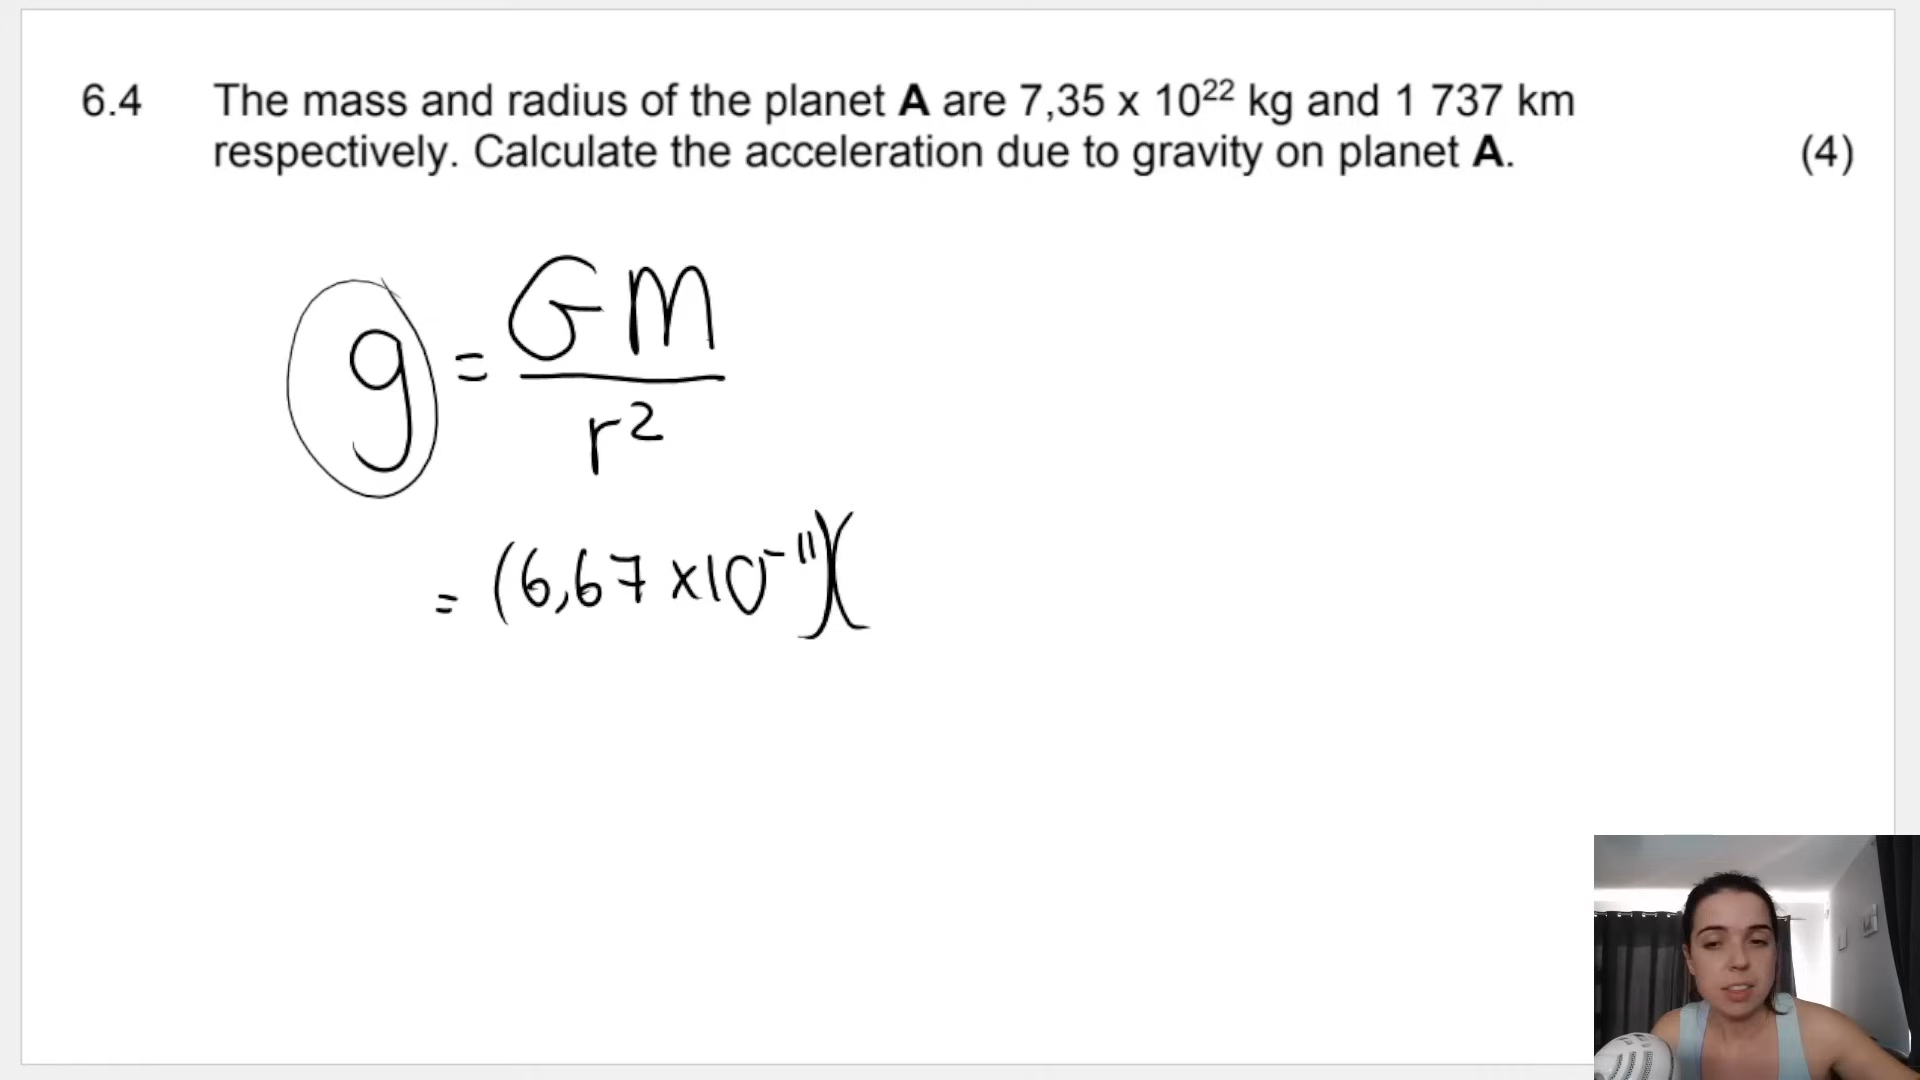 6.4 The mass and radius of the planet A are 7,35 x 10²² kg and 1 737 km
respectively. Calculate the acceleration due to gravity on planet A. (4)
g = GM
r²
= (6,67 ×10⁻¹¹)(